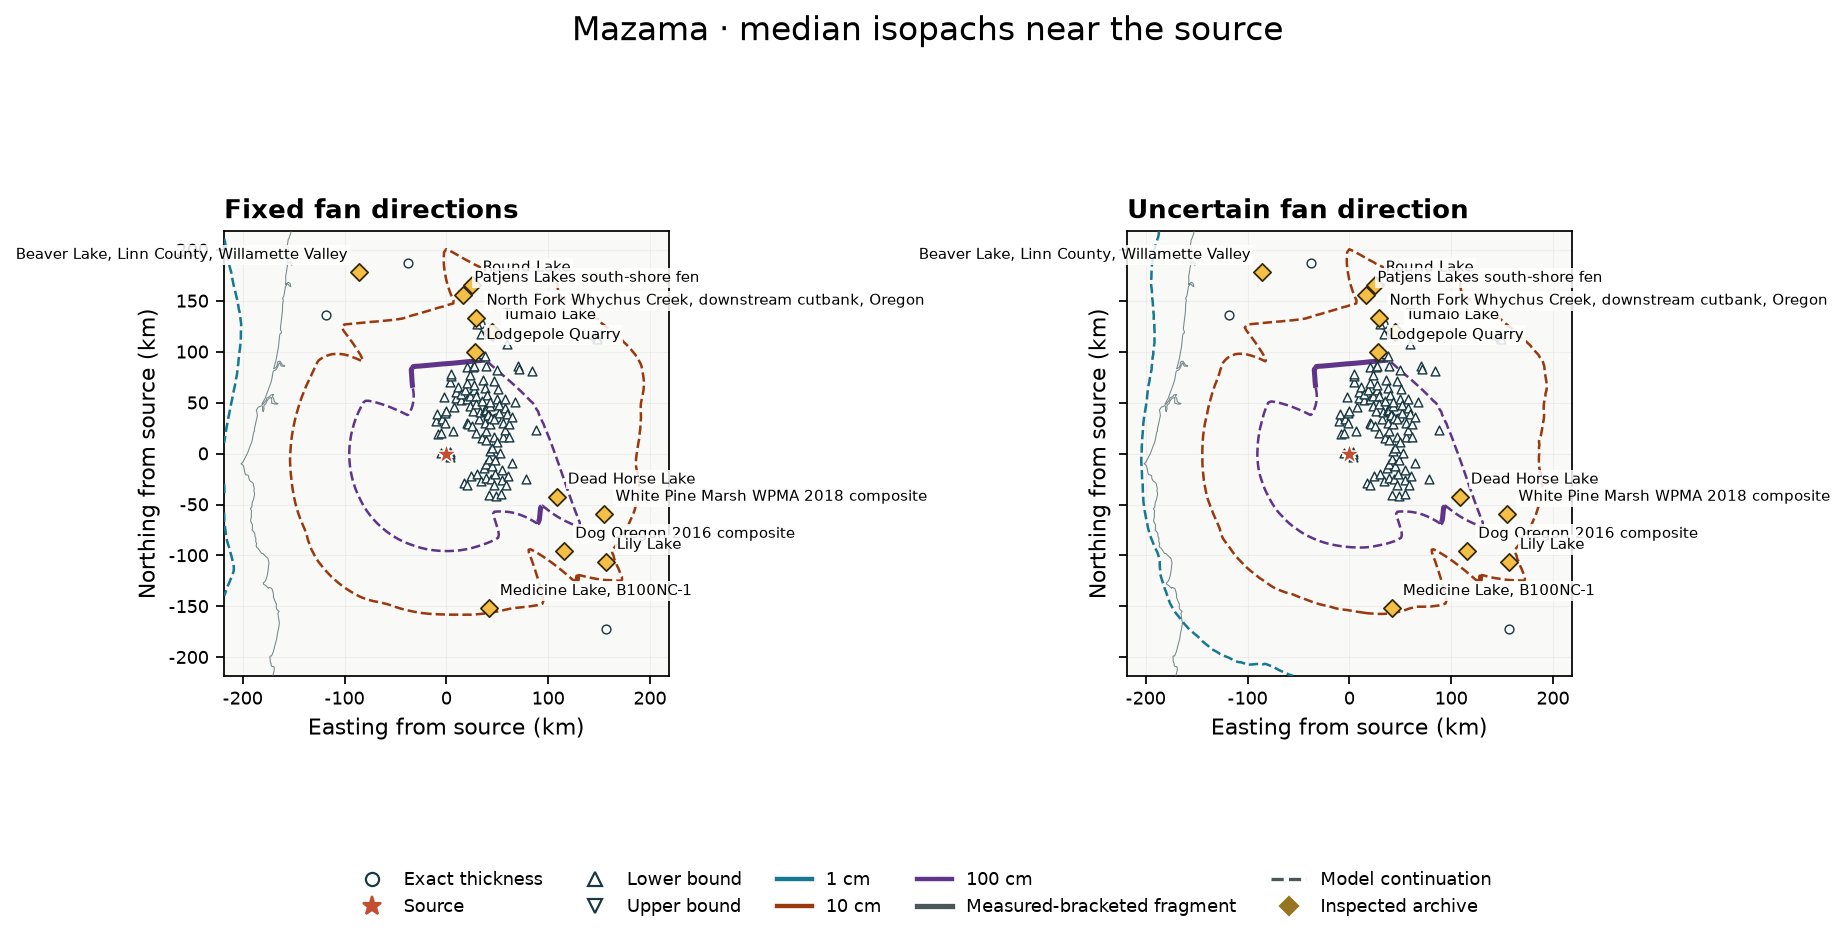 Mazama · median isopachs near the source
Fixed fan directions
Beaver Lake, Linn County, Willamette Valley
Round Lake
Patjens Lakes south-shore fen
North Fork Whychus Creek, downstream cutbank, Oregon
Tumalo Lake
Lodgepole Quarry
Dead Horse Lake
White Pine Marsh WPMA 2018 composite
Dog Oregon 2016 composite
Lily Lake
Medicine Lake, B100NC-1
Northing from source (km)
150
100
50
0
-50
-100
-150
-200
-200 -100 0 100 200
Easting from source (km)
Uncertain fan direction
Beaver Lake, Linn County, Willamette Valley
Round Lake
Patjens Lakes south-shore fen
North Fork Whychus Creek, downstream cutbank, Oregon
Tumalo Lake
Lodgepole Quarry
Dead Horse Lake
White Pine Marsh WPMA 2018 composite
Dog Oregon 2016 composite
Lily Lake
Medicine Lake, B100NC-1
Northing from source (km)
-200 -100 0 100 200
Easting from source (km)
Exact thickness
Source
Lower bound
Upper bound
1 cm
10 cm
100 cm
Measured-bracketed fragment
Model continuation
Inspected archive